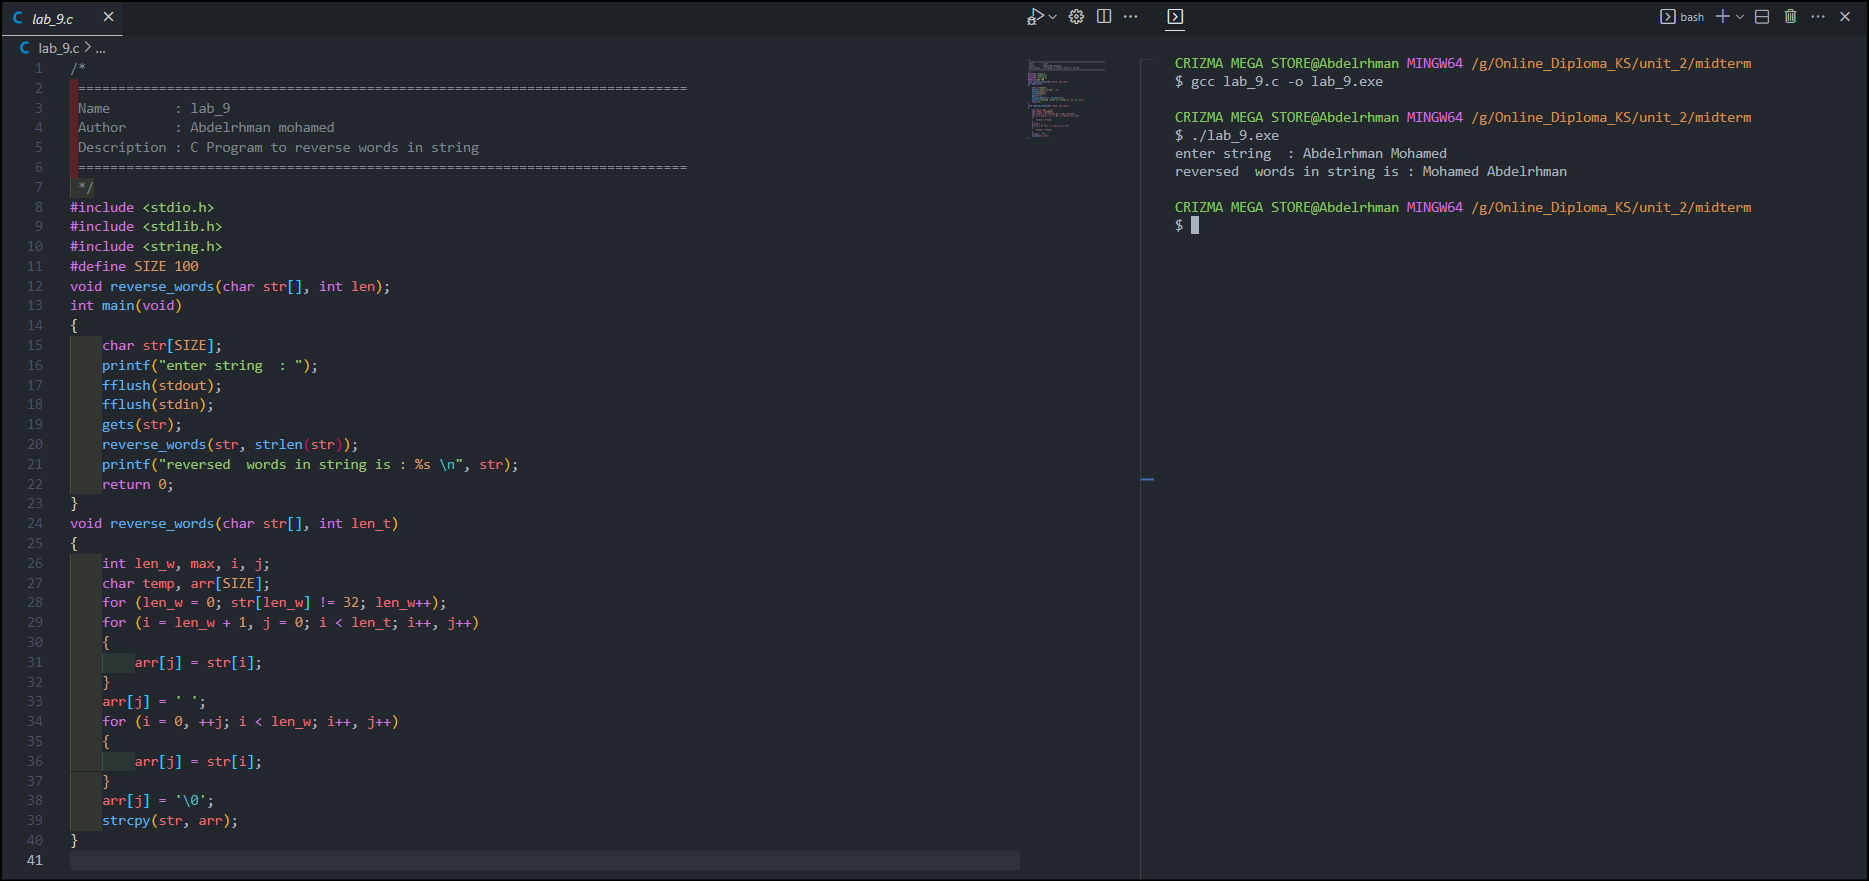 lab_9.c
lab_9.c > ...
1 /*
2 ============================================================================
3 Name        : lab_9
4 Author      : Abdelrhman mohamed
5 Description : C Program to reverse words in string
6 ============================================================================
7 */
8 #include <stdio.h>
9 #include <stdlib.h>
10 #include <string.h>
11 #define SIZE 100
12 void reverse_words(char str[], int len);
13 int main(void)
14 {
15     char str[SIZE];
16     printf("enter string  : ");
17     fflush(stdout);
18     fflush(stdin);
19     gets(str);
20     reverse_words(str, strlen(str));
21     printf("reversed  words in string is : %s \n", str);
22     return 0;
23 }
24 void reverse_words(char str[], int len_t)
25 {
26     int len_w, max, i, j;
27     char temp, arr[SIZE];
28     for (len_w = 0; str[len_w] != 32; len_w++);
29     for (i = len_w + 1, j = 0; i < len_t; i++, j++)
30     {
31         arr[j] = str[i];
32     }
33     arr[j] = ' ';
34     for (i = 0, ++j; i < len_w; i++, j++)
35     {
36         arr[j] = str[i];
37     }
38     arr[j] = '\0';
39     strcpy(str, arr);
40 }
41
bash
CRIZMA MEGA STORE@Abdelrhman MINGW64 /g/Online_Diploma_KS/unit_2/midterm
$ gcc lab_9.c -o lab_9.exe
CRIZMA MEGA STORE@Abdelrhman MINGW64 /g/Online_Diploma_KS/unit_2/midterm
$ ./lab_9.exe
enter string  : Abdelrhman Mohamed
reversed  words in string is : Mohamed Abdelrhman
CRIZMA MEGA STORE@Abdelrhman MINGW64 /g/Online_Diploma_KS/unit_2/midterm
$